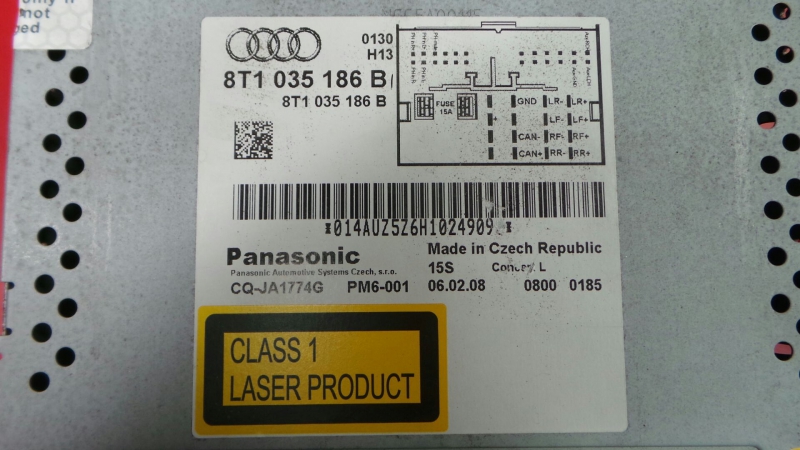 not
0130
H13
8T1 035 186 B
8T1 035 186 B
FUSE
15A
GND LR- LR+
+ LF- LF+
CAN- RF- RF+
CAN+ RR- RR+
014AUZ5Z6H1024909
Panasonic
Made in Czech Republic
Panasonic Automotive Systems Czech, s.r.o.
15S Concert L
CQ-JA1774G PM6-001 06.02.08 0800 0185
CLASS 1
LASER PRODUCT